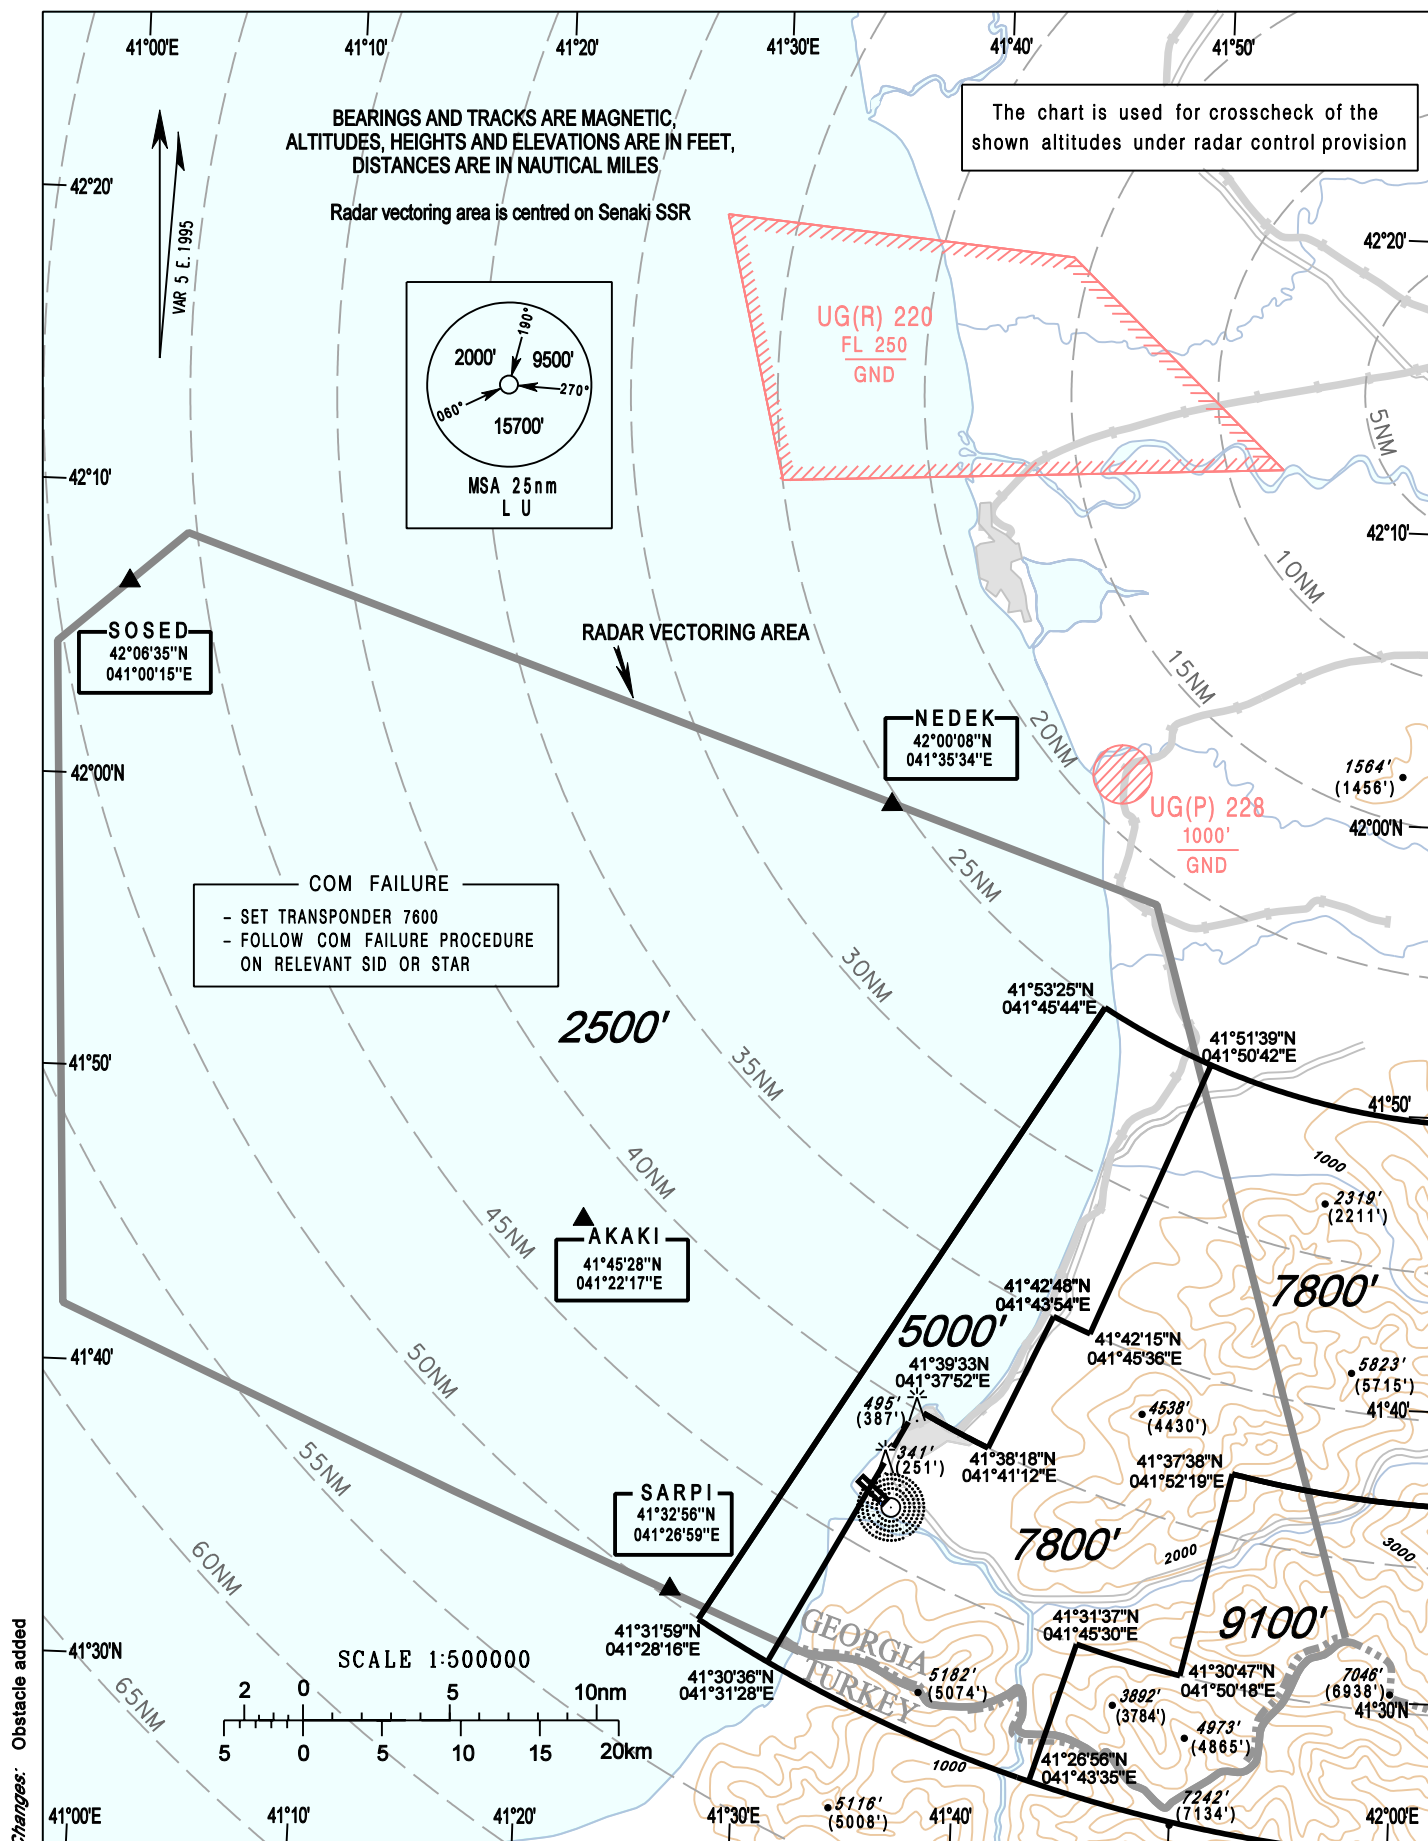 41°00'E
41°10'
41°20'
41°30'
41°40'
41°50'
BEARINGS AND TRACKS ARE MAGNETIC,
ALTITUDES, HEIGHTS AND ELEVATIONS ARE IN FEET,
DISTANCES ARE IN NAUTICAL MILES
Radar vectoring area is centred on Senaki SSR
The chart is used for crosscheck of the
shown altitudes under radar control provision
42°20'
VAR 5 E. 1995
42°20'
190°
2000'
9500'
060°
270°
15700'
MSA 25nm
L U
UG(R) 220
FL 250
GND
5NM
42°10'
42°10'
10NM
SOSED
42°06'35"N
041°00'15"E
RADAR VECTORING AREA
15NM
20NM
NEDEK
42°00'08"N
041°35'34"E
42°00'N
1564'
(1456')
UG(P) 228
1000'
GND
42°00'N
25NM
COM FAILURE
- SET TRANSPONDER 7600
- FOLLOW COM FAILURE PROCEDURE
ON RELEVANT SID OR STAR
30NM
41°53'25"N
041°45'44"E
2500'
35NM
41°51'39"N
041°50'42"E
41°50'
41°50'
40NM
1000
2319'
(2211')
45NM
AKAKI
41°45'28"N
041°22'17"E
41°42'48"N
041°43'54"E
7800'
5000'
41°42'15"N
041°45'36"E
41°40'
50NM
41°39'33N
041°37'52"E
5823'
(5715')
495'
(387')
4538'
(4430')
41°40'
341'
(251')
41°38'18"N
041°41'12"E
41°37'38"N
041°52'19"E
55NM
SARPI
41°32'56"N
041°26'59"E
7800'
2000
3000
60NM
41°31'59"N
041°28'16"E
41°31'37"N
041°45'30"E
9100'
41°30'N
GEORGIA
TURKEY
SCALE 1:500000
41°30'36"N
041°31'28"E
5182'
(5074')
41°30'47"N
041°50'18"E
7046'
(6938')
41°30'N
65NM
2 0 5 10nm
5 0 5 10 15 20km
3892'
(3784')
4973'
(4865')
1000
41°26'56"N
041°43'35"E
5116'
(5008')
7242'
(7134')
41°00'E
41°10'
41°20'
41°30'E
41°40'
42°00'E
Changes: Obstacle added